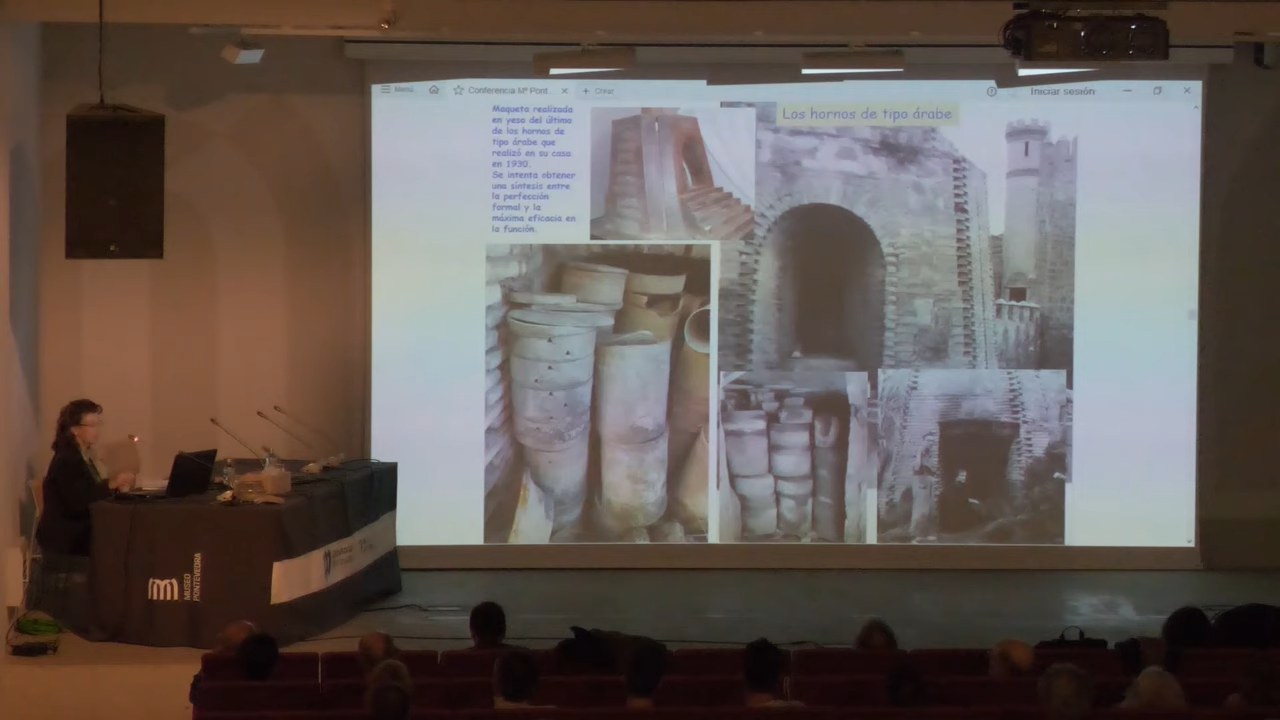 Menú
Conferencia Mª Pont.
Crear
Iniciar sesión
Maqueta realizada
en yeso del último
de los hornos de
tipo árabe que
realizó en su casa
en 1930.
Se intenta obtener
una síntesis entre
la perfección
formal y la
máxima eficacia en
la función.
Los hornos de tipo árabe
MUSEO
PONTEVEDRA